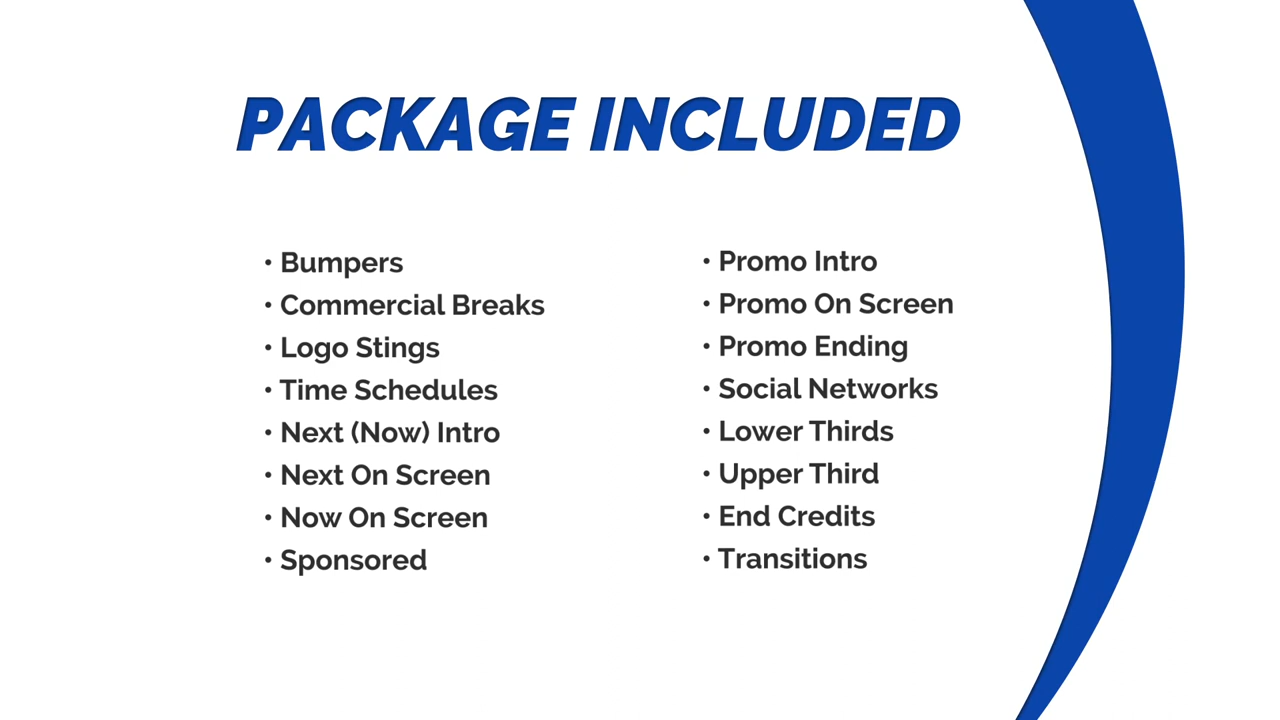 PACKAGE INCLUDED
• Bumpers
• Commercial Breaks
• Logo Stings
• Time Schedules
• Next (Now) Intro
• Next On Screen
• Now On Screen
• Sponsored
• Promo Intro
• Promo On Screen
• Promo Ending
• Social Networks
• Lower Thirds
• Upper Third
• End Credits
• Transitions